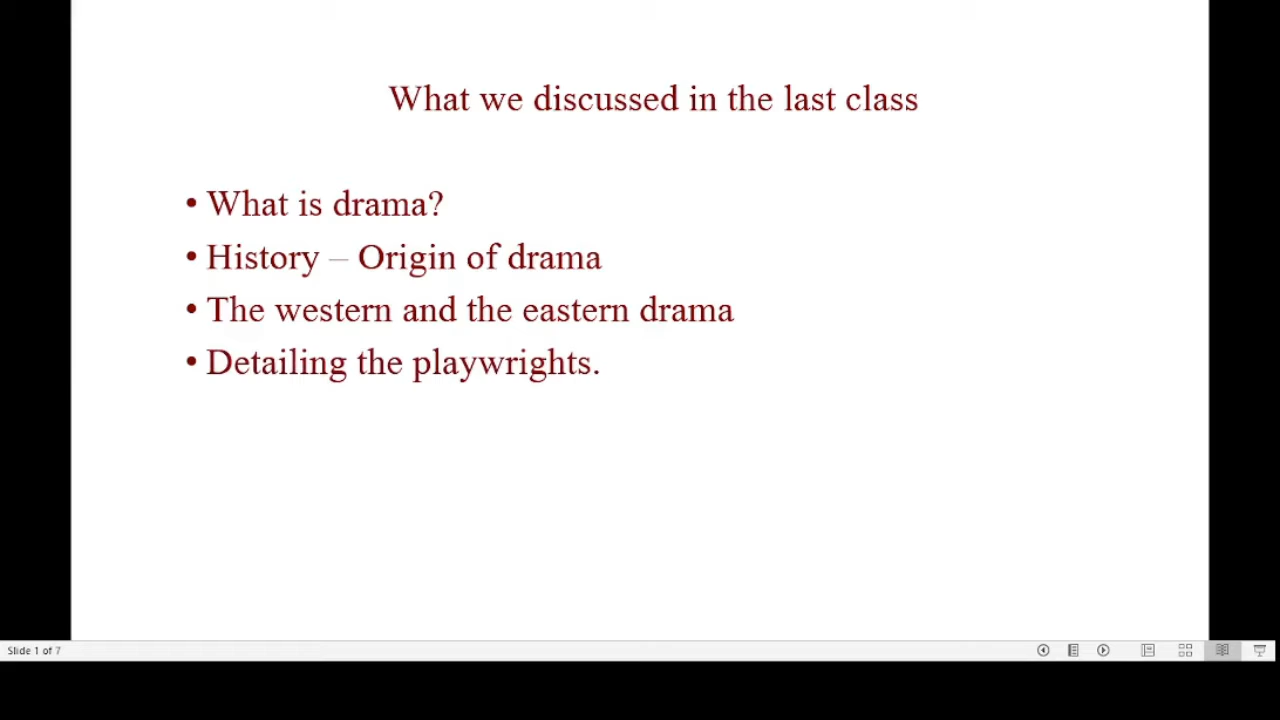 What we discussed in the last class
• What is drama?
• History – Origin of drama
• The western and the eastern drama
• Detailing the playwrights.
Slide 1 of 7